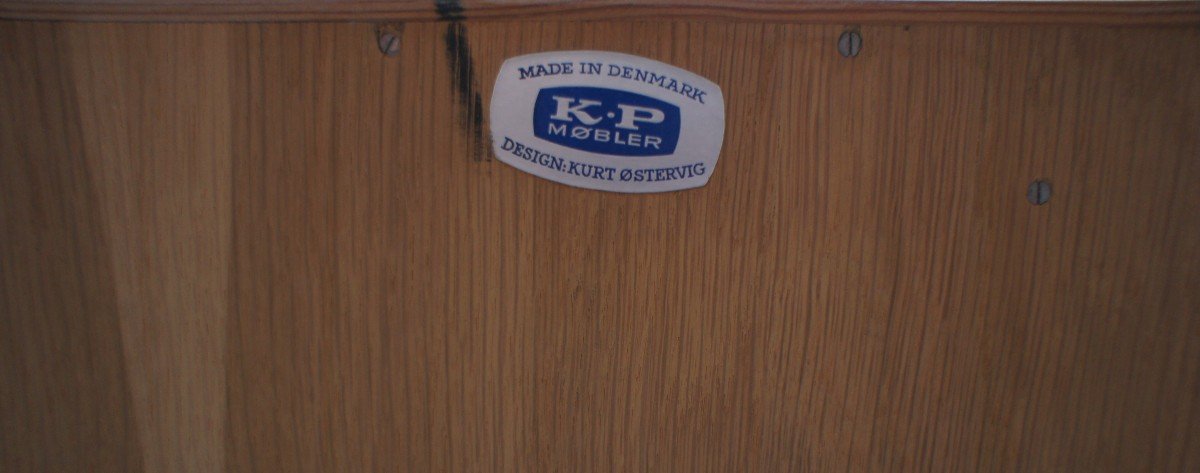 MADE IN DENMARK
K·P
MØBLER
DESIGN: KURT ØSTERVIG